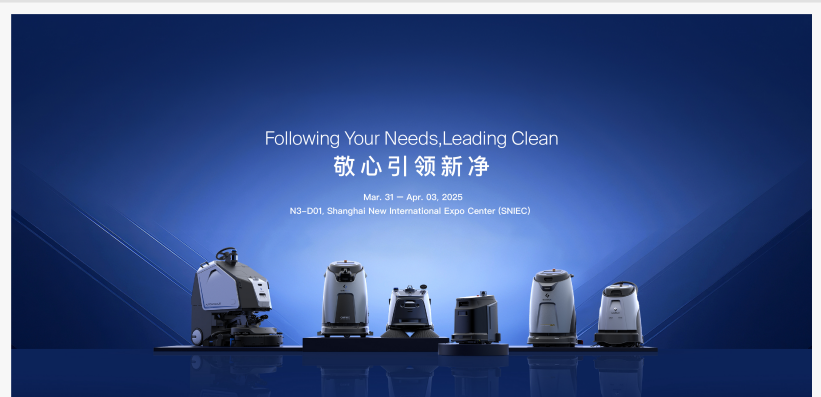 Following Your Needs,Leading Clean
敬心引领新净
Mar. 31 — Apr. 03, 2025
N3-D01, Shanghai New International Expo Center (SNIEC)